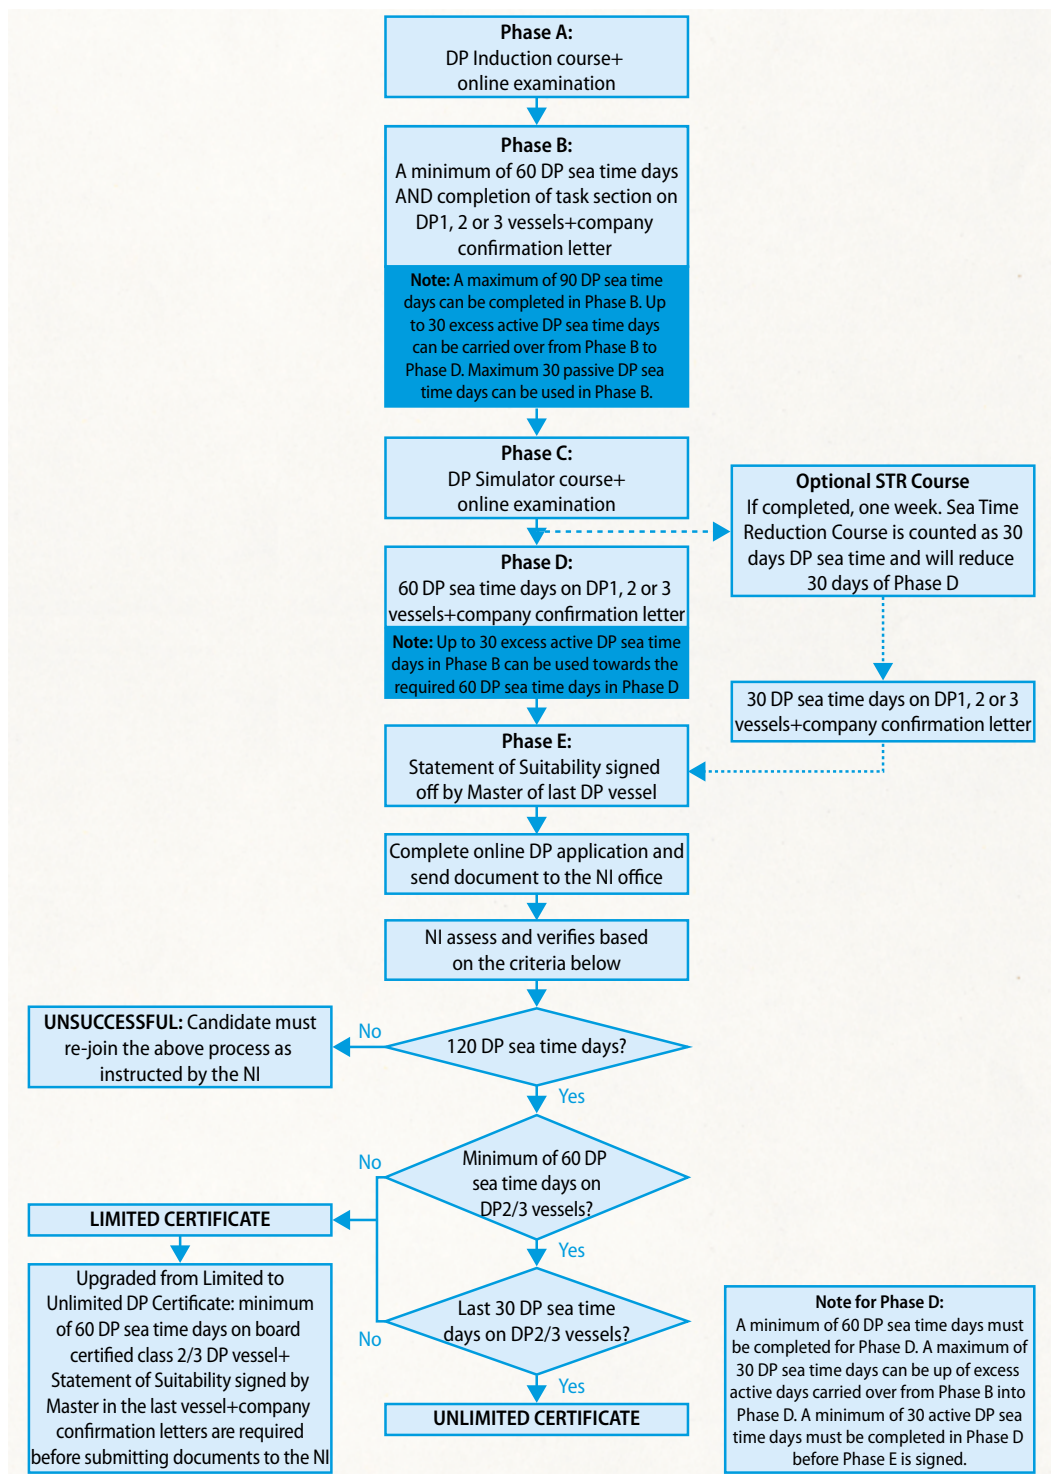 Phase A:
DP Induction course+
online examination
Phase B:
A minimum of 60 DP sea time days
AND completion of task section on
DP1, 2 or 3 vessels+company
confirmation letter
Note: A maximum of 90 DP sea time
days can be completed in Phase B. Up
to 30 excess active DP sea time days
can be carried over from Phase B to
Phase D. Maximum 30 passive DP sea
time days can be used in Phase B.
Phase C:
DP Simulator course+
online examination
Optional STR Course
If completed, one week. Sea Time
Reduction Course is counted as 30
days DP sea time and will reduce
30 days of Phase D
Phase D:
60 DP sea time days on DP1, 2 or 3
vessels+company confirmation letter
Note: Up to 30 excess active DP sea time
days in Phase B can be used towards the
required 60 DP sea time days in Phase D
30 DP sea time days on DP1, 2 or 3
vessels+company confirmation letter
Phase E:
Statement of Suitability signed
off by Master of last DP vessel
Complete online DP application and
send document to the NI office
NI assess and verifies based
on the criteria below
120 DP sea time days?
No
UNSUCCESSFUL: Candidate must
re-join the above process as
instructed by the NI
Yes
Minimum of 60 DP
sea time days on
DP2/3 vessels?
No
LIMITED CERTIFICATE
Upgraded from Limited to
Unlimited DP Certificate: minimum
of 60 DP sea time days on board
certified class 2/3 DP vessel+
Statement of Suitability signed by
Master in the last vessel+company
confirmation letters are required
before submitting documents to the NI
Yes
Last 30 DP sea time
days on DP2/3 vessels?
No
Yes
UNLIMITED CERTIFICATE
Note for Phase D:
A minimum of 60 DP sea time days must
be completed for Phase D. A maximum of
30 DP sea time days can be up of excess
active days carried over from Phase B into
Phase D. A minimum of 30 active DP sea
time days must be completed in Phase D
before Phase E is signed.